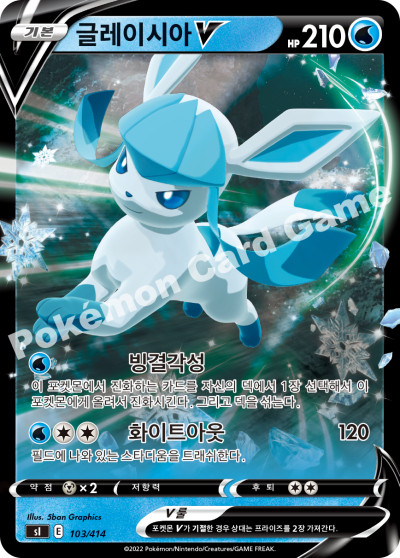 기본 글레이시아 V HP 210
Pokémon Card Game
빙결각성
이 포켓몬에서 진화하는 카드를 자신의 덱에서 1장 선택해서 이
포켓몬에게 올려서 진화시킨다. 그리고 덱을 섞는다.
화이트아웃 120
필드에 나와 있는 스타디움을 트래쉬한다.
약점 ×2 저항력 후퇴
V 룰
포켓몬 V가 기절한 경우 상대는 프라이즈를 2장 가져간다.
Illus. 5ban Graphics
sI E 103/414
©2022 Pokémon/Nintendo/Creatures/GAME FREAK.